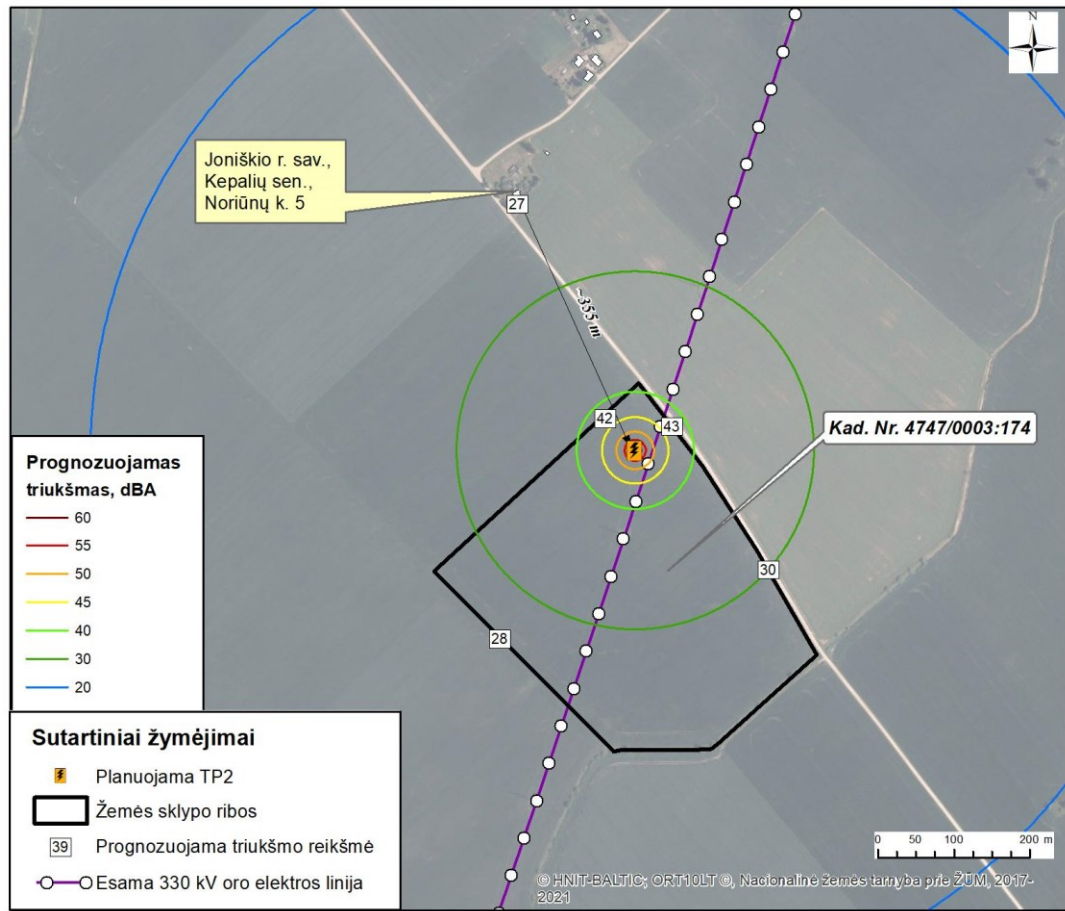 N
Joniškio r. sav.,
Kepalių sen.,
Noriūnų k. 5
27
~355 m
42
43
Kad. Nr. 4747/0003:174
30
28
Prognozuojamas
triukšmas, dBA
60
55
50
45
40
30
20
Sutartiniai žymėjimai
Planuojama TP2
Žemės sklypo ribos
39
Prognozuojama triukšmo reikšmė
Esama 330 kV oro elektros linija
0 50 100 150 200 m
© HNIT-BALTIC; ORT10LT ©, Nacionalinė žemės tarnyba prie ŽŪM, 2017-
2021